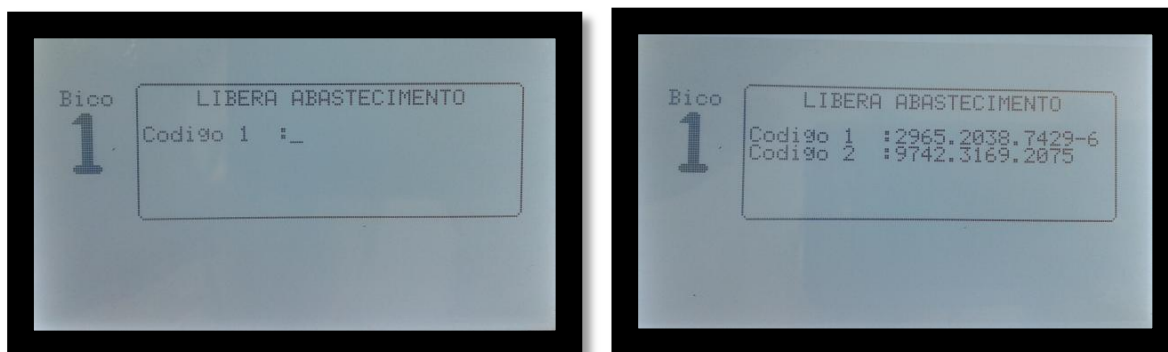 Bico
1
LIBERA ABASTECIMENTO
Codigo 1 :_
Bico
1
LIBERA ABASTECIMENTO
Codigo 1 :2965.2038.7429-6
Codigo 2 :9742.3169.2075